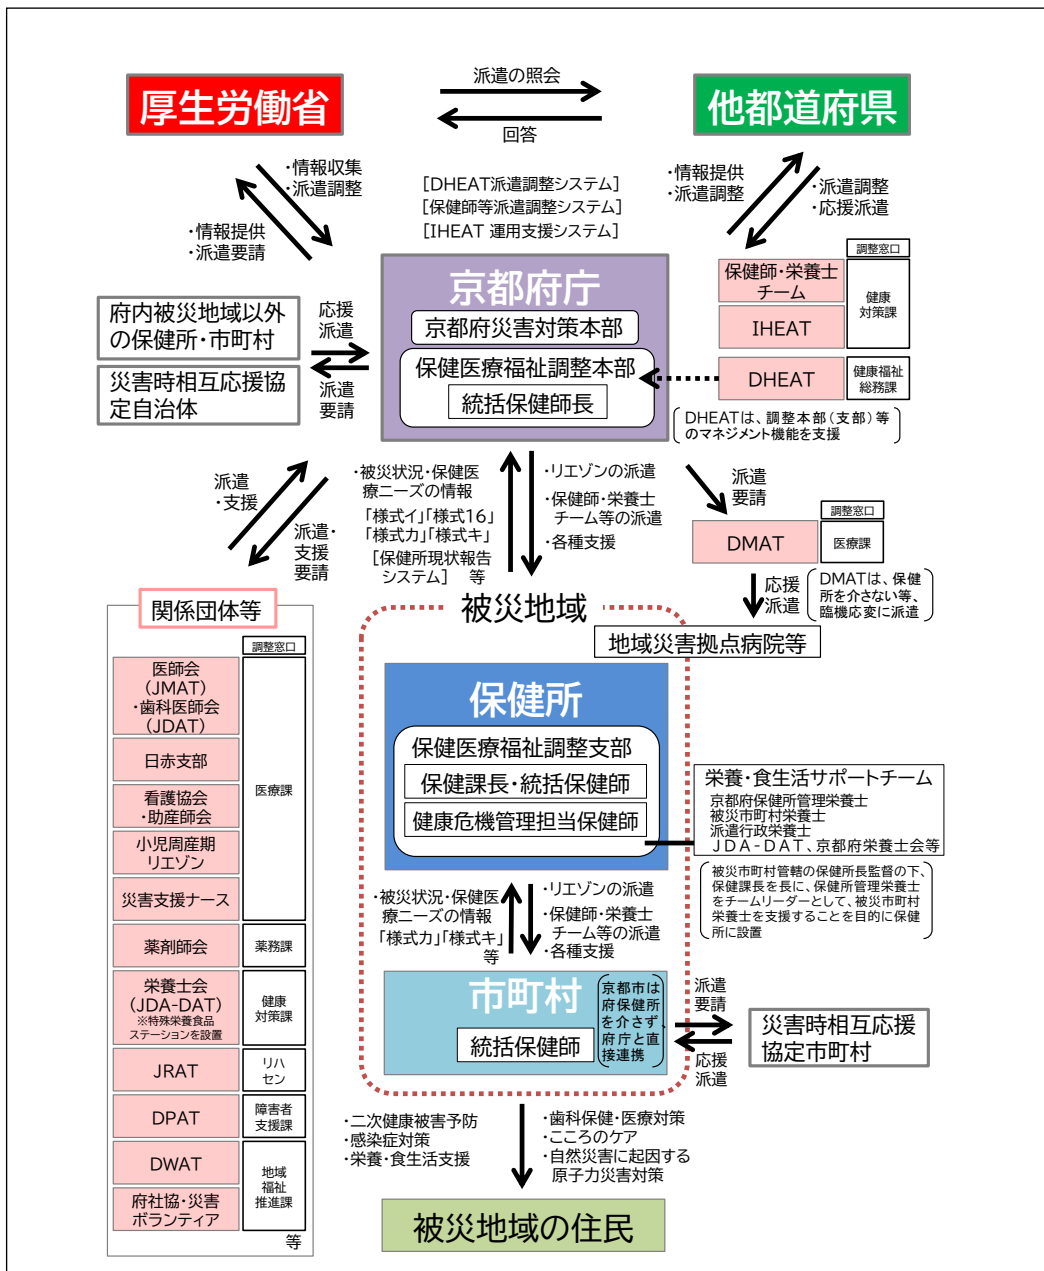 派遣の照会
厚生労働省
他都道府県
回答
・情報収集
・派遣調整
・情報提供
・派遣要請
[DHEAT派遣調整システム]
[保健師等派遣調整システム]
[IHEAT 運用支援システム]
・情報提供
・派遣調整
・派遣調整
・応援派遣
調整窓口
保健師・栄養士
チーム
IHEAT
健康
対策課
DHEAT
健康福祉
総務課
DHEATは、調整本部(支部)等
のマネジメント機能を支援
京都府庁
京都府災害対策本部
保健医療福祉調整本部
統括保健師長
府内被災地域以外
の保健所・市町村
災害時相互応援協
定自治体
応援
派遣
派遣
要請
派遣
・支援
派遣・
支援
要請
・被災状況・保健医
療ニーズの情報
「様式イ」「様式16」
「様式カ」「様式キ」
[保健所現状報告
システム] 等
・リエゾンの派遣
・保健師・栄養士
チーム等の派遣
・各種支援
派遣
要請
調整窓口
DMAT
医療課
応援
派遣
DMATは、保健
所を介さない等、
臨機応変に派遣
地域災害拠点病院等
関係団体等
調整窓口
医師会
(JMAT)
・歯科医師会
(JDAT)
日赤支部
看護協会
・助産師会
小児周産期
リエゾン
災害支援ナース
医療課
薬剤師会
薬務課
栄養士会
(JDA-DAT)
※特殊栄養食品
ステーションを設置
健康
対策課
JRAT
リハ
セン
DPAT
障害者
支援課
DWAT
府社協・災害
ボランティア
地域
福祉
推進課
等
被災地域
保健所
保健医療福祉調整支部
保健課長・統括保健師
健康危機管理担当保健師
栄養・食生活サポートチーム
京都府保健所管理栄養士
被災市町村栄養士
派遣行政栄養士
JDA-DAT、京都府栄養士会等
被災市町村管轄の保健所長監督の下、
保健課長を長に、保健所管理栄養士
をチームリーダーとして、被災市町村
栄養士を支援することを目的に保健
所に設置
・被災状況・保健医
療ニーズの情報
「様式カ」「様式キ」
等
・リエゾンの派遣
・保健師・栄養士
チーム等の派遣
・各種支援
市町村
統括保健師
京都市は
府保健所
を介さず、
府庁と直
接連携
派遣
要請
応援
派遣
災害時相互応援
協定市町村
・二次健康被害予防
・感染症対策
・栄養・食生活支援
・歯科保健・医療対策
・こころのケア
・自然災害に起因する
原子力災害対策
被災地域の住民